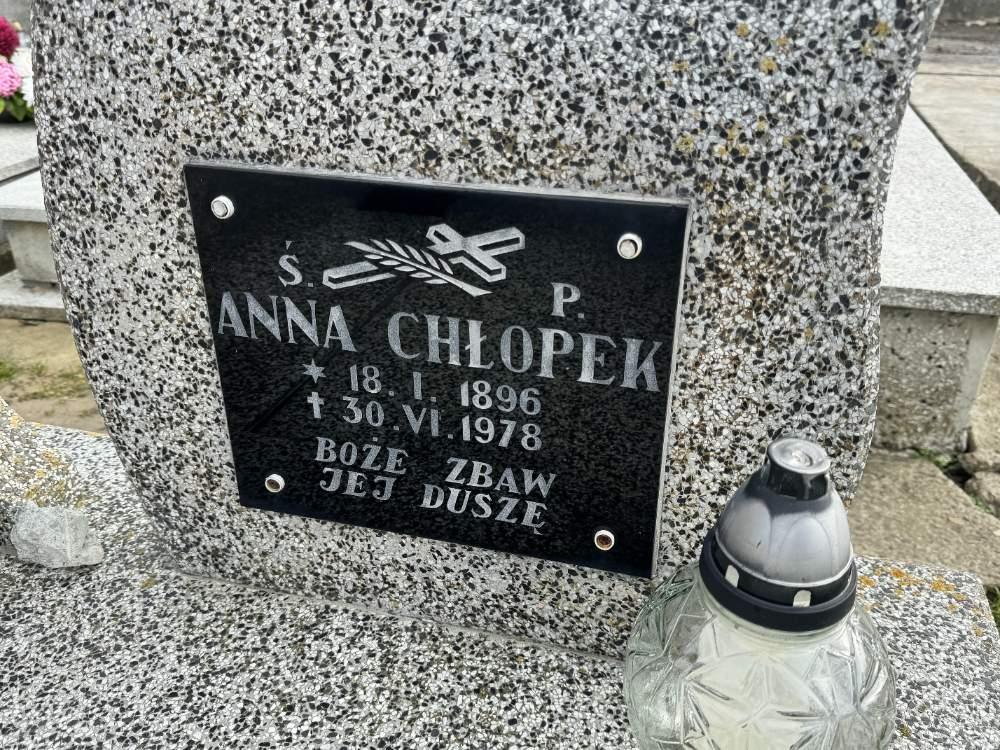 Ś. P.
ANNA CHŁOPEK
18. I. 1896
30. VI. 1978
BOŻE ZBAW
JEJ DUSZĘ